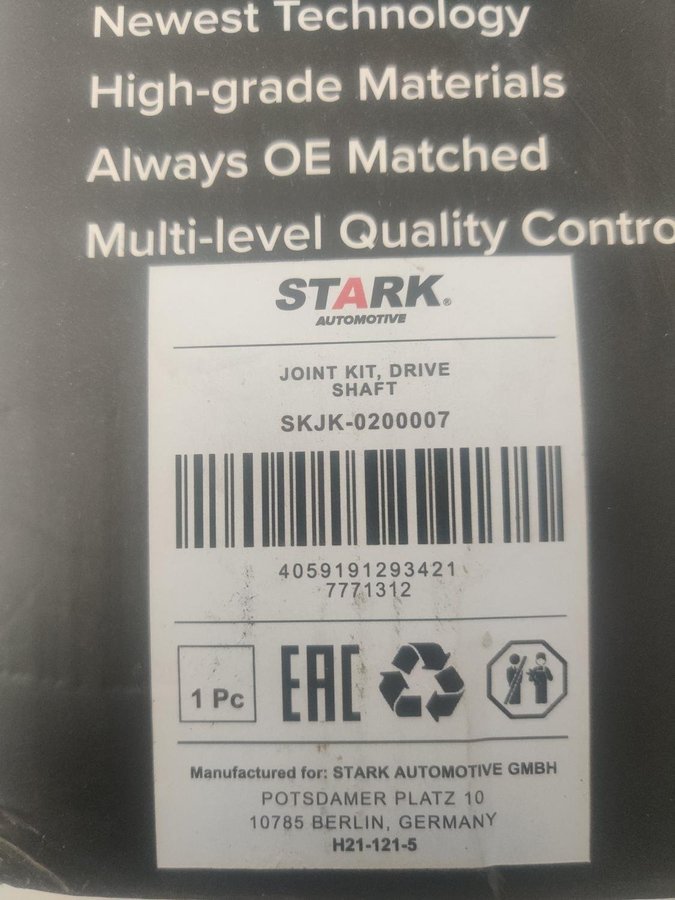 Newest Technology
High-grade Materials
Always OE Matched
Multi-level Quality Contro
STARK®
AUTOMOTIVE
JOINT KIT, DRIVE
SHAFT
SKJK-0200007
4059191293421
7771312
1 Pc
EAC
Manufactured for: STARK AUTOMOTIVE GMBH
POTSDAMER PLATZ 10
10785 BERLIN, GERMANY
H21-121-5